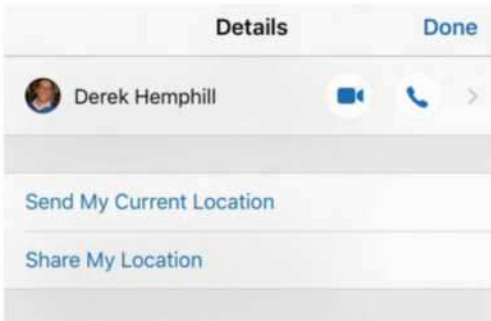 Details
Done
Derek Hemphill
Send My Current Location
Share My Location